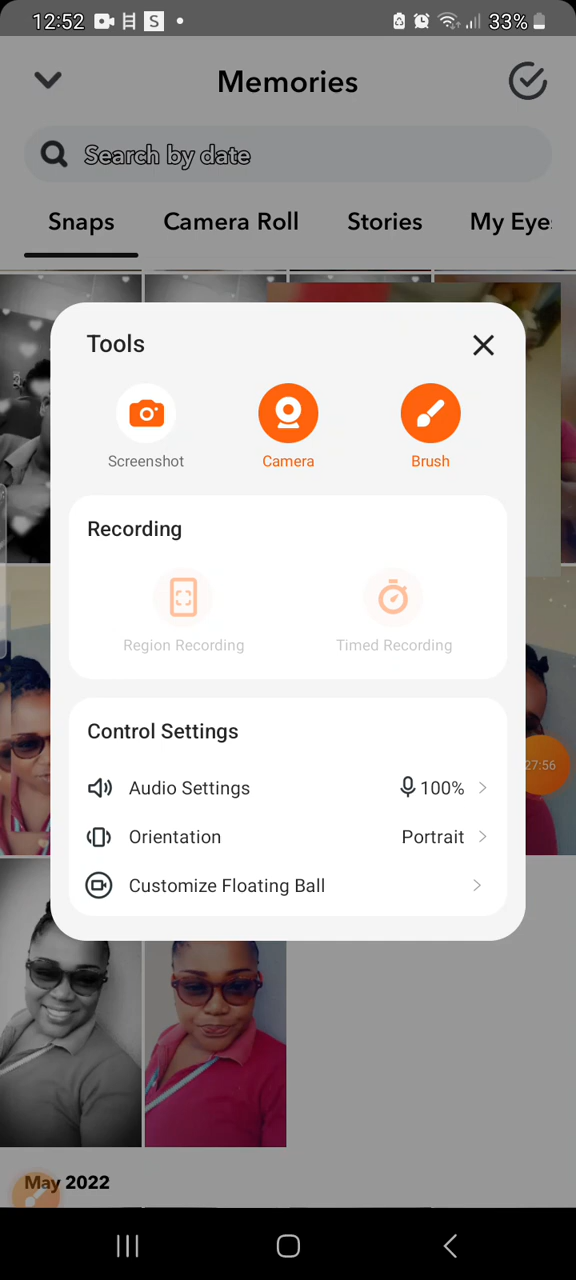 12:52 S 33%
Memories
Search by date
Snaps Camera Roll Stories My Eyes
Tools
Screenshot Camera Brush
Recording
Region Recording Timed Recording
Control Settings
Audio Settings 100%
27:56
Orientation Portrait
Customize Floating Ball
May 2022